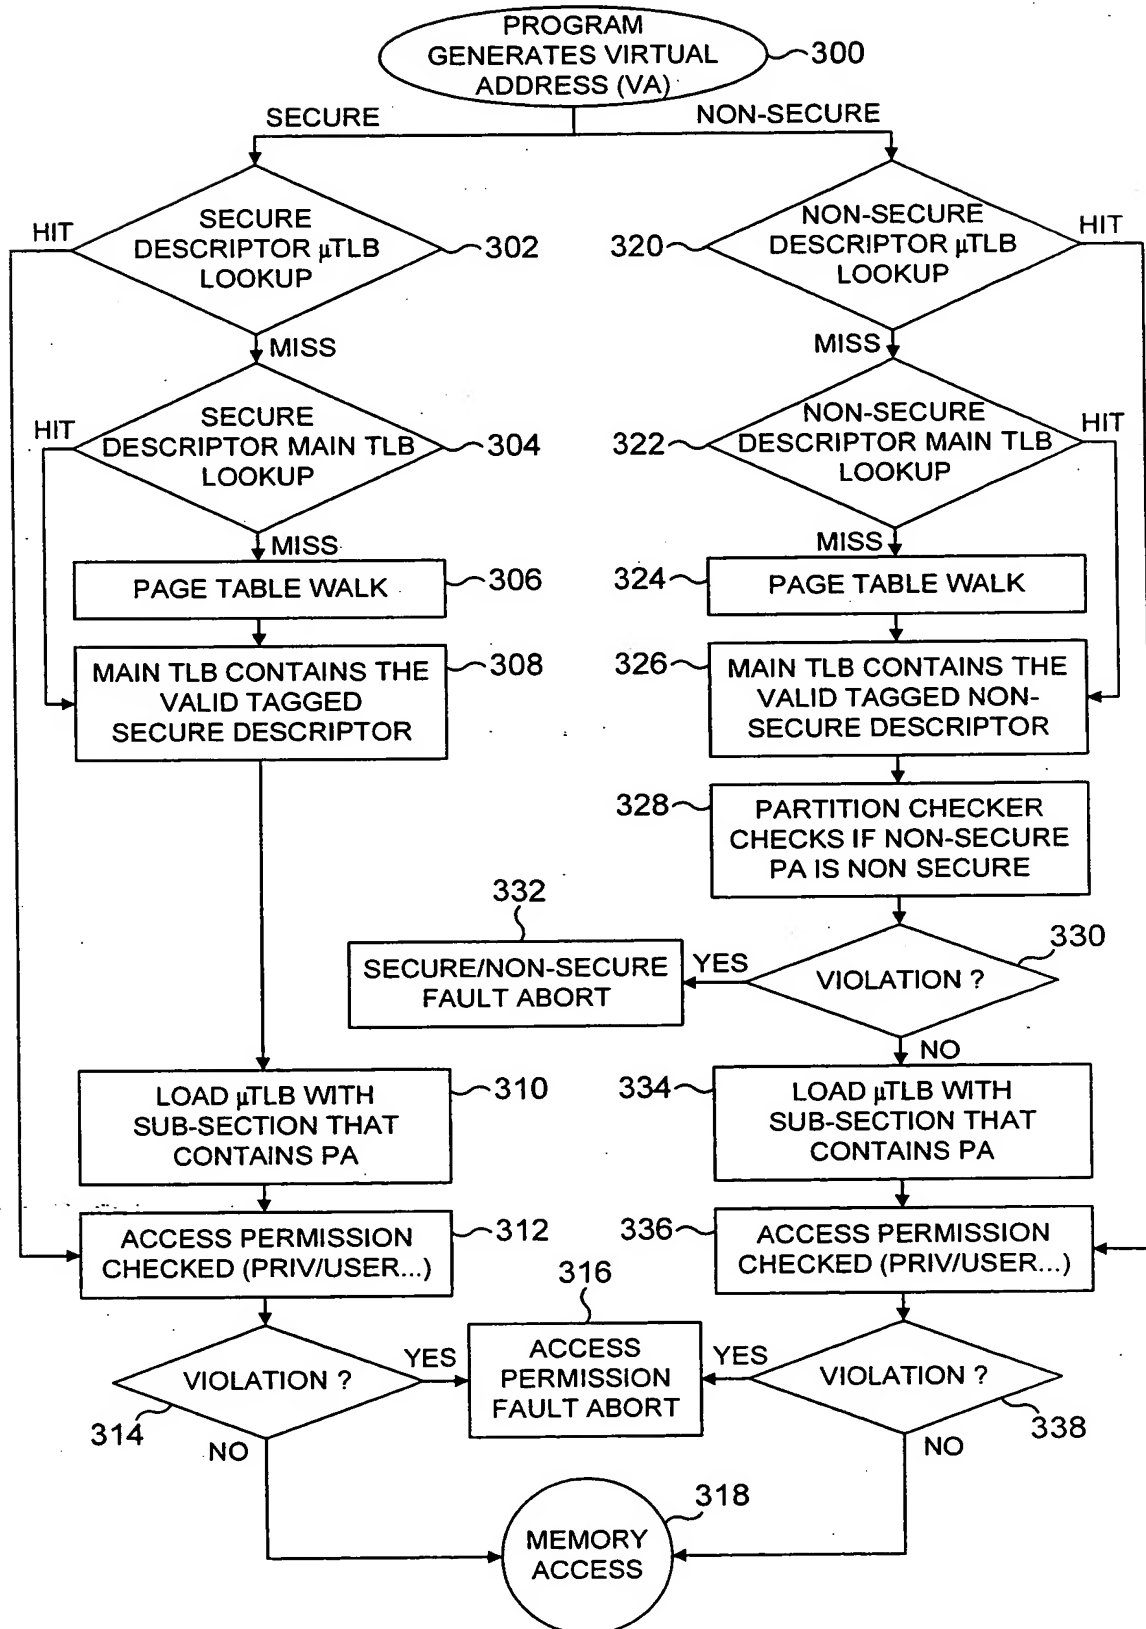 PROGRAM
GENERATES VIRTUAL
ADDRESS (VA)
300
SECURE
NON-SECURE
HIT
SECURE
DESCRIPTOR µTLB
LOOKUP
302
320
NON-SECURE
DESCRIPTOR µTLB
LOOKUP
HIT
MISS
MISS
HIT
SECURE
DESCRIPTOR MAIN TLB
LOOKUP
304
322
NON-SECURE
DESCRIPTOR MAIN TLB
LOOKUP
HIT
MISS
MISS
PAGE TABLE WALK
306
324
PAGE TABLE WALK
MAIN TLB CONTAINS THE
VALID TAGGED
SECURE DESCRIPTOR
308
326
MAIN TLB CONTAINS THE
VALID TAGGED NON-
SECURE DESCRIPTOR
328
PARTITION CHECKER
CHECKS IF NON-SECURE
PA IS NON SECURE
332
SECURE/NON-SECURE
FAULT ABORT
YES
VIOLATION ?
330
NO
LOAD µTLB WITH
SUB-SECTION THAT
CONTAINS PA
310
334
LOAD µTLB WITH
SUB-SECTION THAT
CONTAINS PA
ACCESS PERMISSION
CHECKED (PRIV/USER...)
312
336
ACCESS PERMISSION
CHECKED (PRIV/USER...)
316
VIOLATION ?
YES
ACCESS
PERMISSION
FAULT ABORT
YES
VIOLATION ?
314
338
NO
NO
318
MEMORY
ACCESS